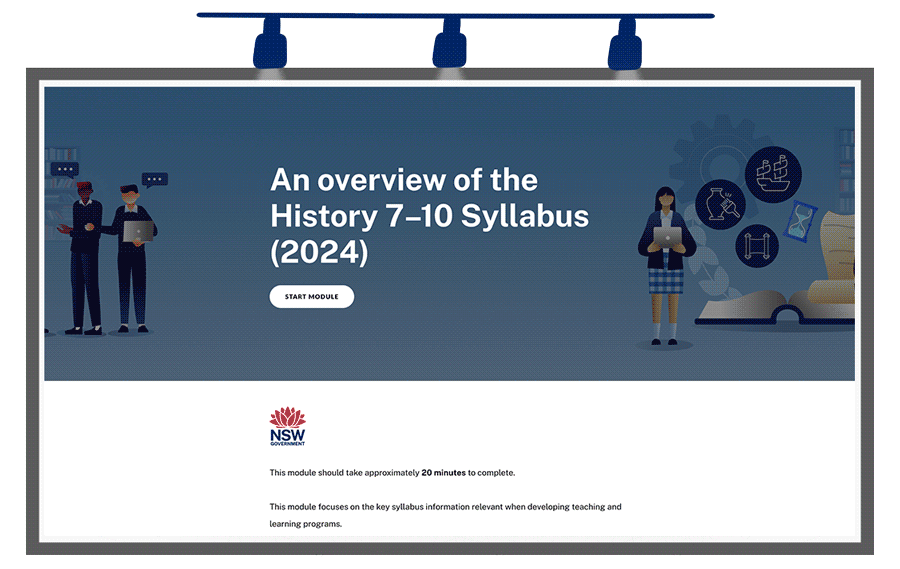 An overview of the
History 7–10 Syllabus
(2024)
START MODULE
NSW
GOVERNMENT
This module should take approximately 20 minutes to complete.
This module focuses on the key syllabus information relevant when developing teaching and
learning programs.